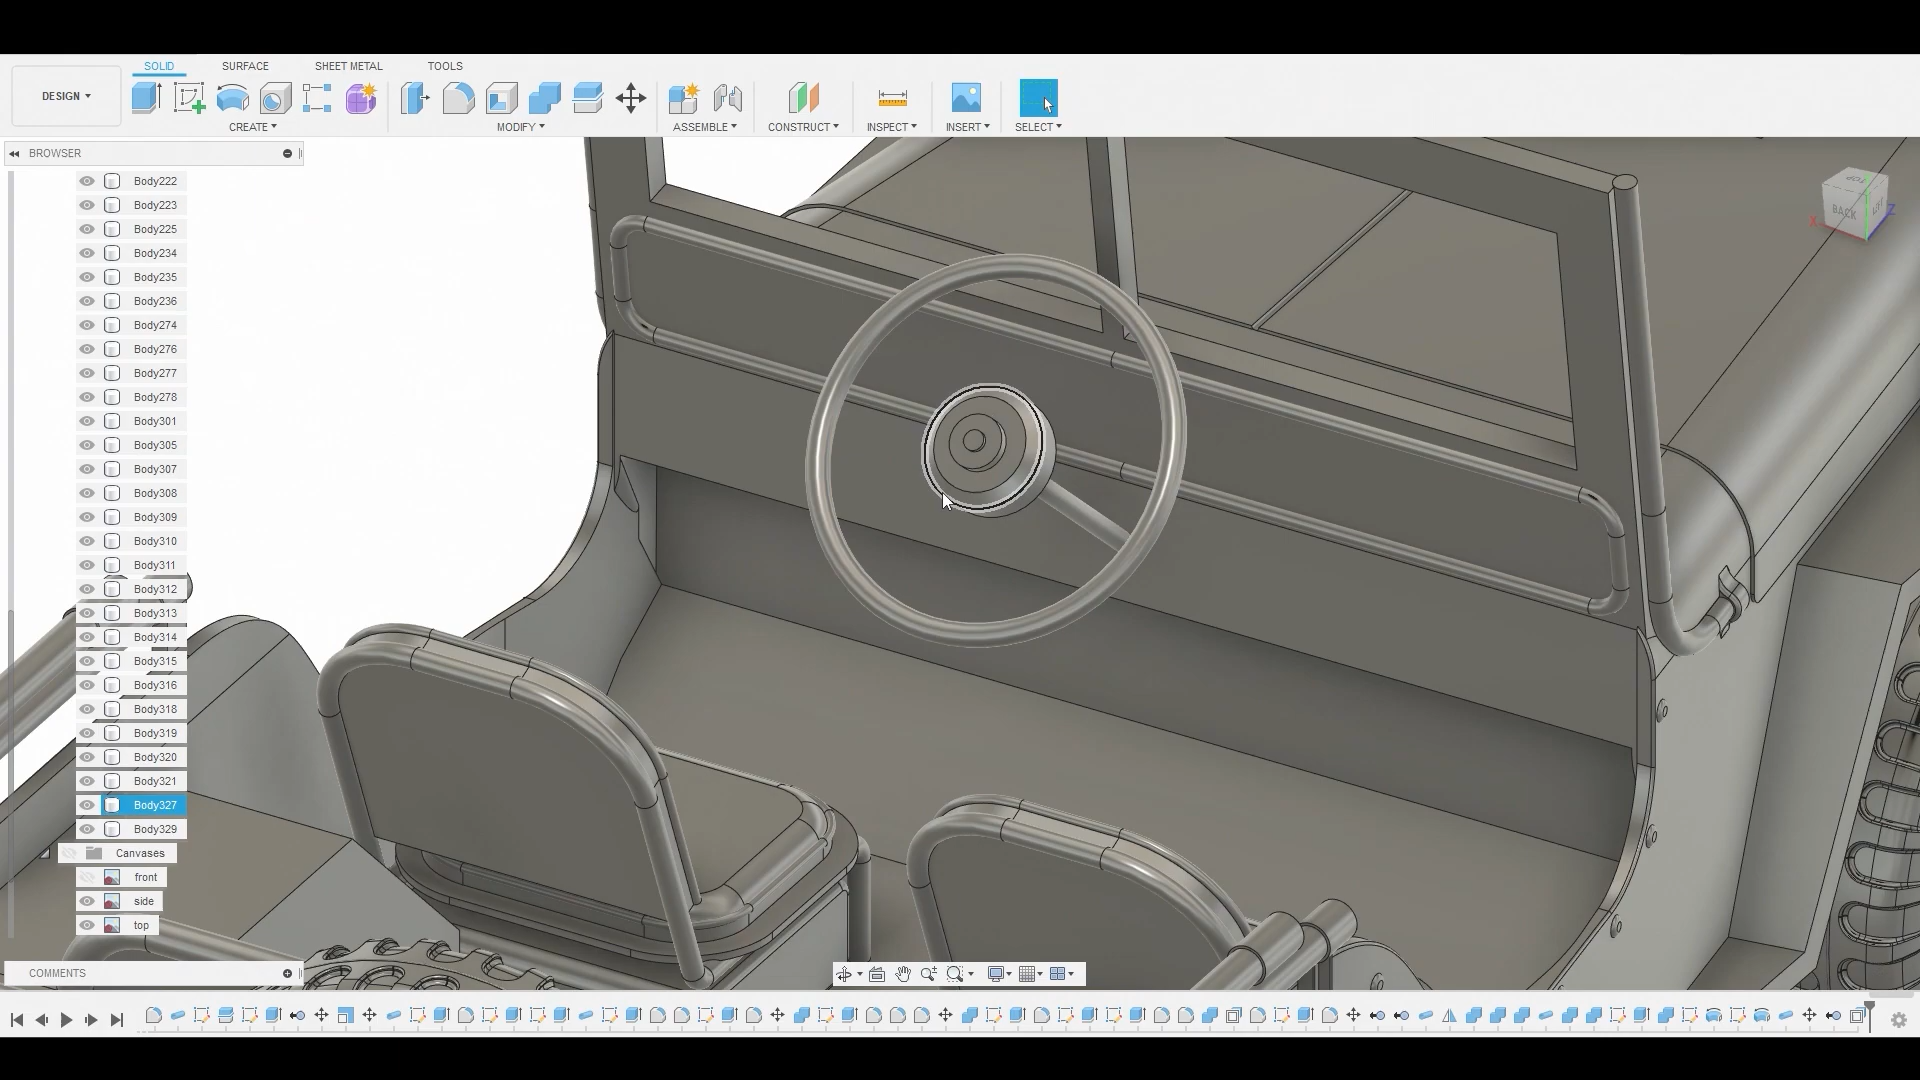 SOLID SURFACE SHEET METAL TOOLS
DESIGN
CREATE MODIFY ASSEMBLE CONSTRUCT INSPECT INSERT SELECT
BROWSER
Body222
Body223
Body225
Body234
Body235
Body236
Body274
Body276
Body277
Body278
Body301
Body305
Body307
Body308
Body309
Body310
Body311
Body312
Body313
Body314
Body315
Body316
Body318
Body319
Body320
Body321
Body327
Body329
Canvases
front
side
top
COMMENTS
TOP
BACK
X
Z